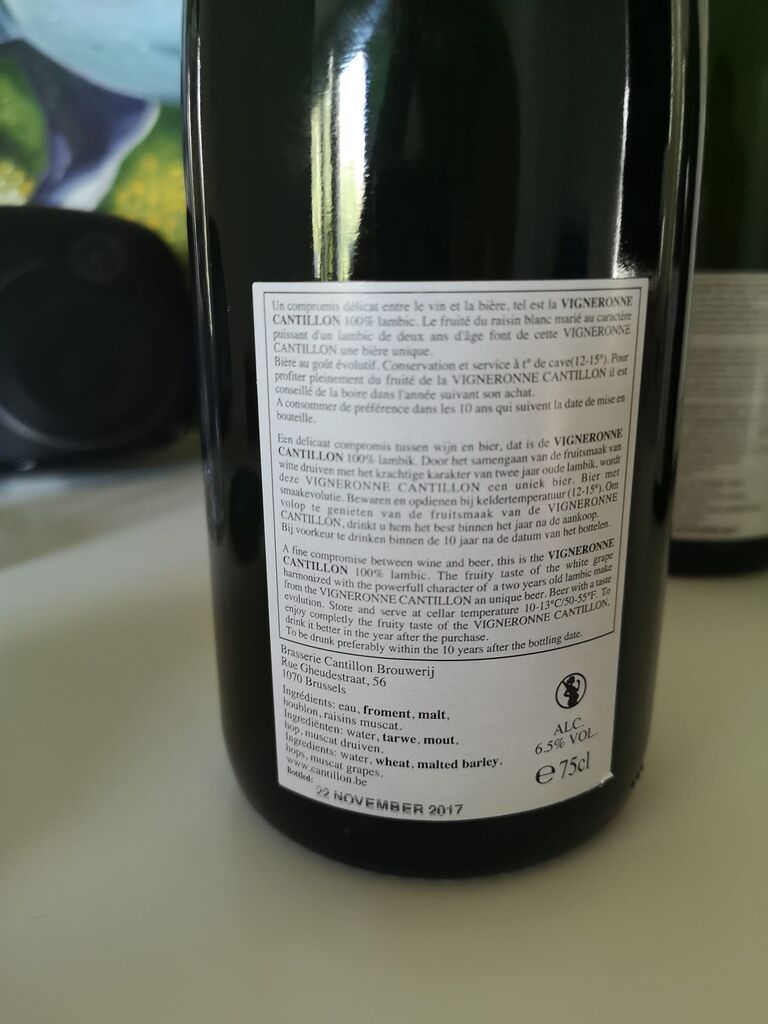 Un compromis délicat entre le vin et la bière, tel est la VIGNERONNE
CANTILLON 100% lambic. Le fruité du raisin blanc marié au caractère
puissant d'un lambic de deux ans d'âge font de cette VIGNERONNE
CANTILLON une bière unique.
Bière au goût évolutif. Conservation et service à t° de cave(12-15°). Pour
profiter pleinement du fruité de la VIGNERONNE CANTILLON il est
conseillé de la boire dans l'année suivant son achat.
A consommer de préférence dans les 10 ans qui suivent la date de mise en
bouteille.
Een delicaat compromis tussen wijn en bier, dat is de VIGNERONNE
CANTILLON 100% lambik. Door het samengaan van de fruitsmaak van
witte druiven met het krachtige karakter van twee jaar oude lambik, wordt
deze VIGNERONNE CANTILLON een uniek bier. Bier met
smaakevolutie. Bewaren en opdienen bij keldertemperatuur (12-15°). Om
volop te genieten van de fruitsmaak van de VIGNERONNE
CANTILLON, drinkt u hem het best binnen het jaar na de aankoop.
Bij voorkeur te drinken binnen de 10 jaar na de datum van het bottelen.
A fine compromise between wine and beer, this is the VIGNERONNE
CANTILLON 100% lambic. The fruity taste of the white grape
harmonized with the powerfull character of a two years old lambic make
from the VIGNERONNE CANTILLON an unique beer. Beer with a taste
evolution. Store and serve at cellar temperature 10-13°C/50-55°F. To
enjoy completly the fruity taste of the VIGNERONNE CANTILLON,
drink it better in the year after the purchase.
To be drunk preferably within the 10 years after the bottling date.
Brasserie Cantillon Brouwerij
Rue Gheudestraat, 56
1070 Brussels
Ingrédients: eau, froment, malt,
houblon, raisins muscat.
Ingrediënten: water, tarwe, mout,
hop, muscat druiven.
Ingredients: water, wheat, malted barley,
hops, muscat grapes.
www.cantillon.be
Bottled: 22 NOVEMBER 2017
ALC.
6.5% VOL.
℮ 75cl